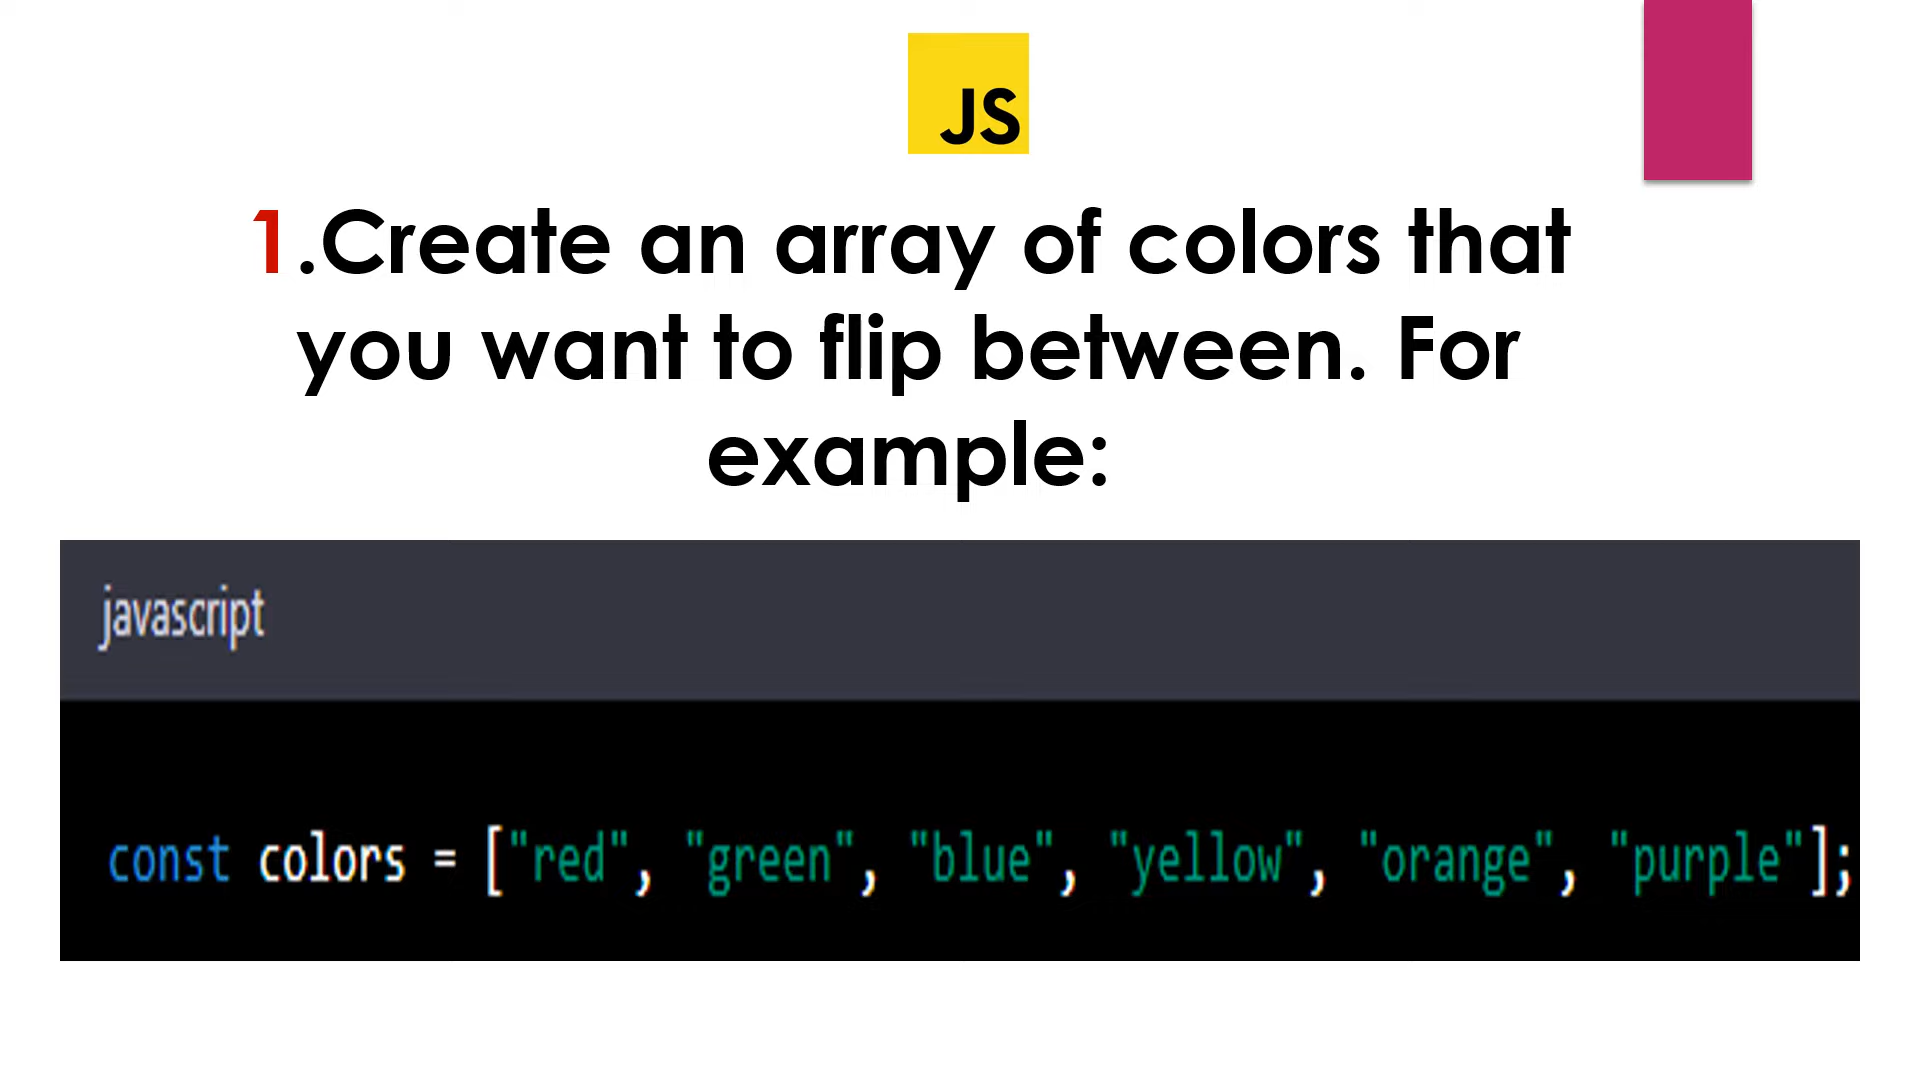 JS
1.Create an array of colors that
you want to flip between. For
example:
javascript
const colors = ["red", "green", "blue", "yellow", "orange", "purple"];